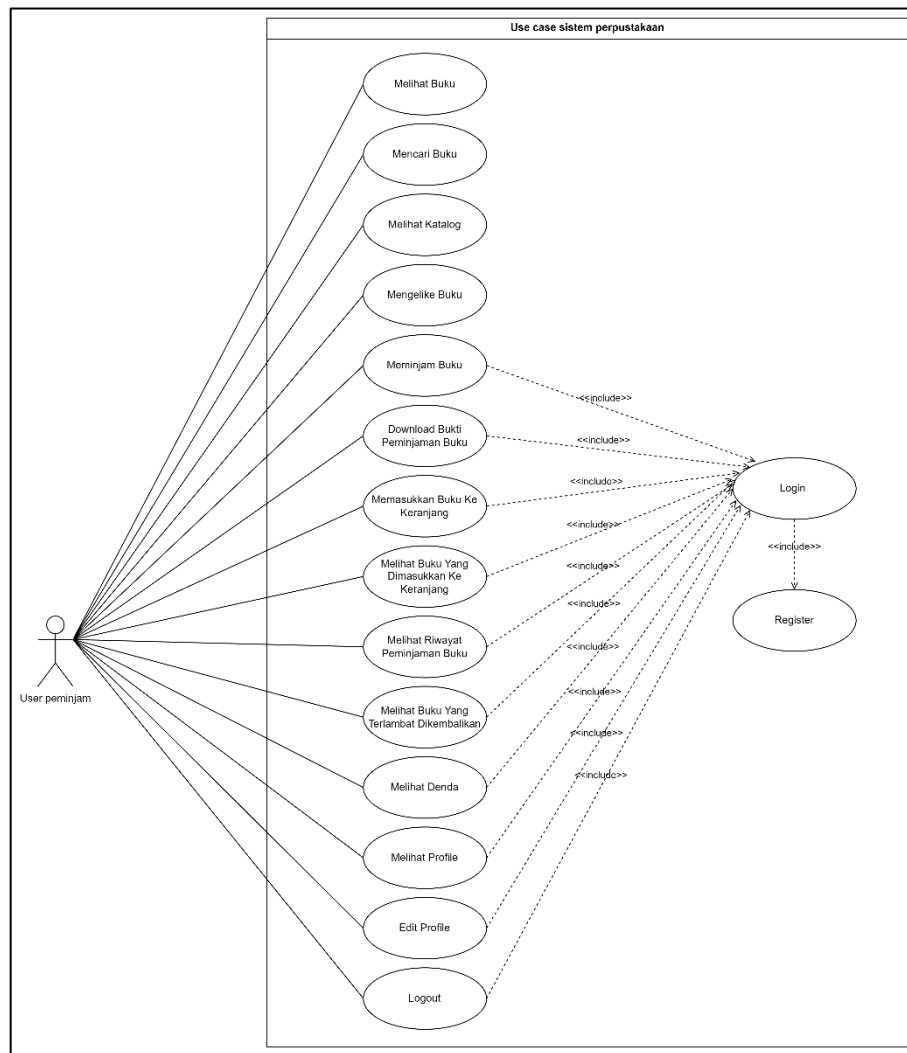 Use case sistem perpustakaan
Melihat Buku
Mencari Buku
Melihat Katalog
Mengelike Buku
Meminjam Buku
<<include>>
Download Bukti
Peminjaman Buku
<<include>>
Memasukkan Buku Ke
Keranjang
<<include>>
Login
Melihat Buku Yang
Dimasukkan Ke
Keranjang
<<include>>
<<include>>
<<include>>
Register
Melihat Riwayat
Peminjaman Buku
<<include>>
User peminjam
Melihat Buku Yang
Terlambat Dikembalikan
<<include>>
<<include>>
Melihat Denda
<<include>>
<<include>>
Melihat Profile
Edit Profile
Logout